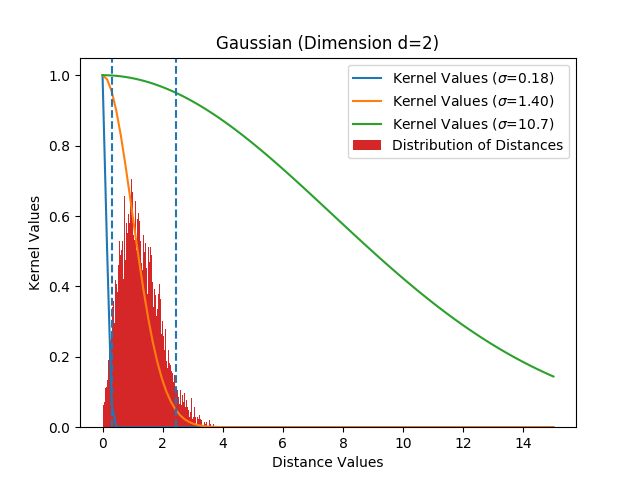 Gaussian (Dimension d=2)
Kernel Values (σ=0.18)
Kernel Values (σ=1.40)
Kernel Values (σ=10.7)
Distribution of Distances
Kernel Values
1.0
0.8
0.6
0.4
0.2
0.0
0 2 4 6 8 10 12 14
Distance Values